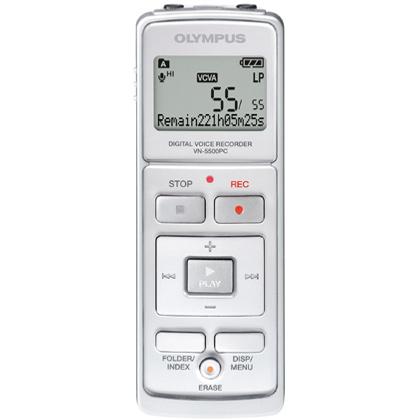 OLYMPUS
A
HI VCVA LP
55/ 55
Remain221h05m25s
DIGITAL VOICE RECORDER
VN-5500PC
STOP REC
+
PLAY
−
FOLDER/ DISP/
INDEX MENU
ERASE